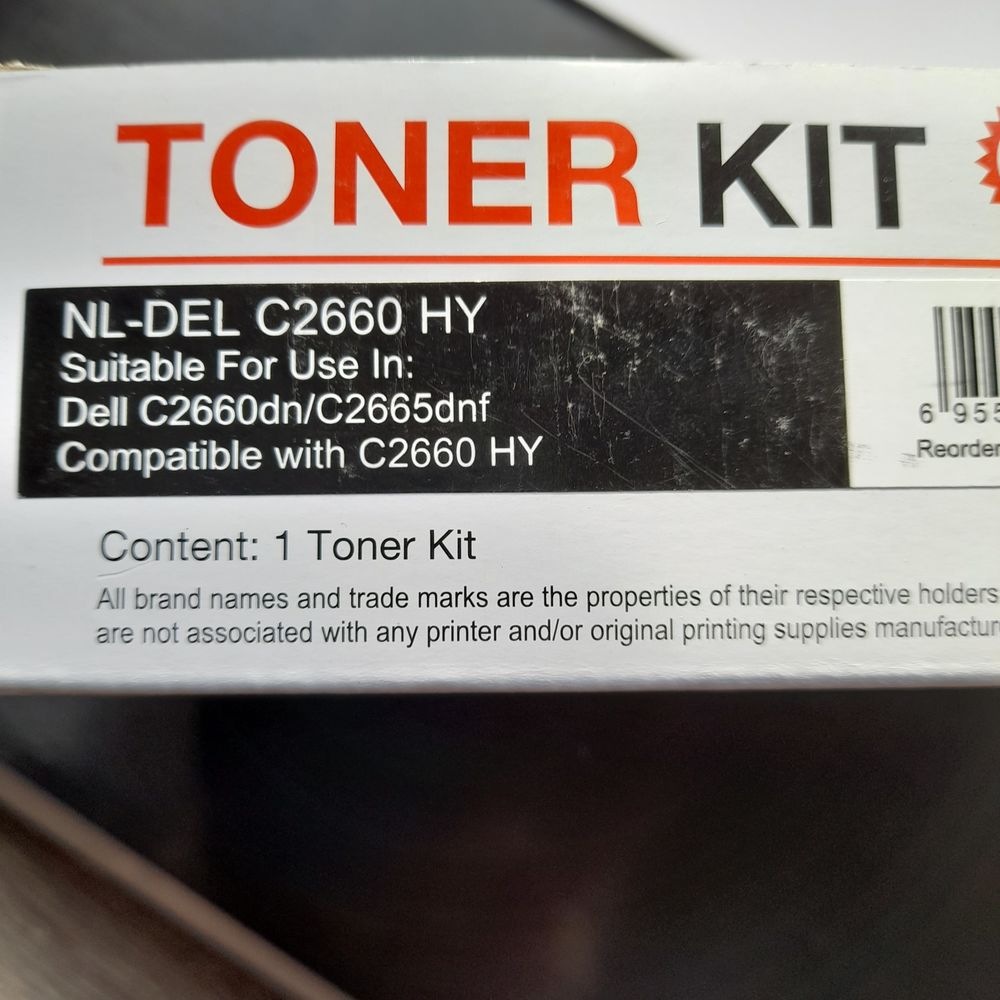 TONER KIT
NL-DEL C2660 HY
Suitable For Use In:
Dell C2660dn/C2665dnf
Compatible with C2660 HY
6 955
Reorder
Content: 1 Toner Kit
All brand names and trade marks are the properties of their respective holders
are not associated with any printer and/or original printing supplies manufactur